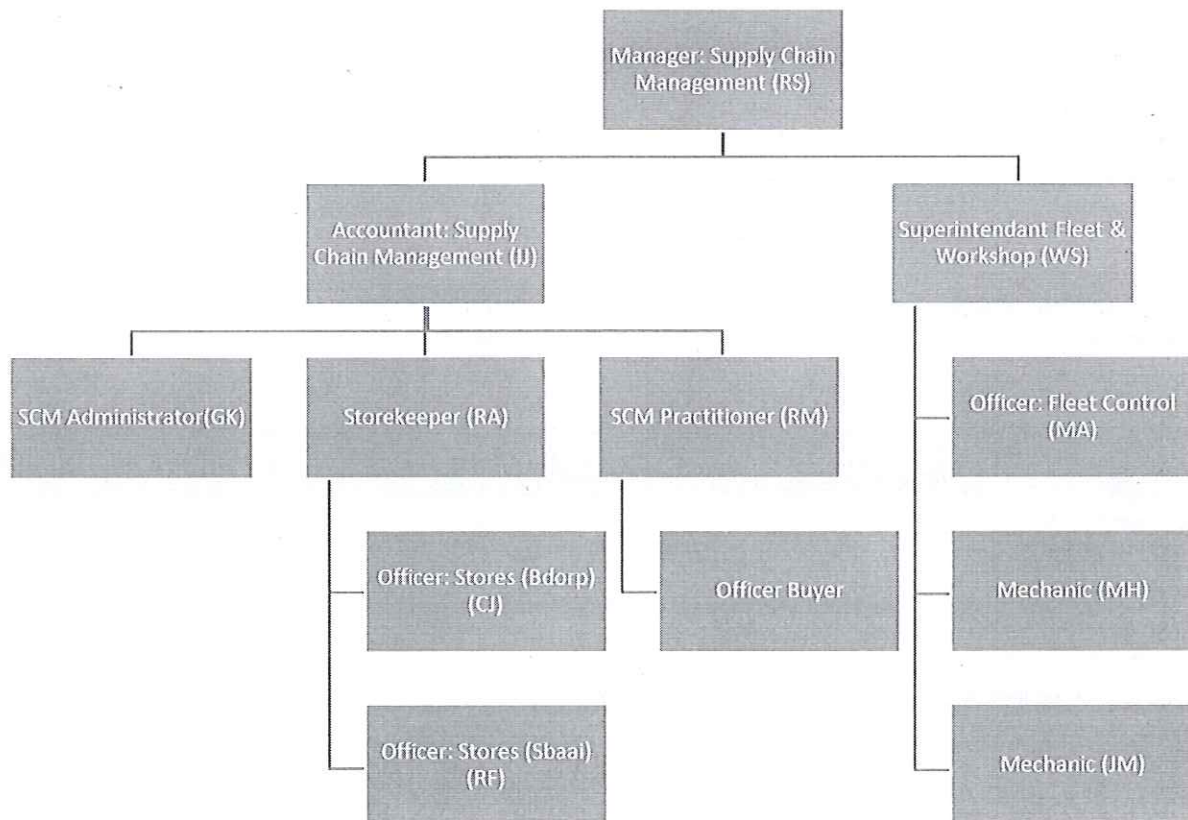 Manager: Supply Chain
Management (RS)
Accountant: Supply
Chain Management (IJ)
Superintendant Fleet &
Workshop (WS)
SCM Administrator(GK)
Storekeeper (RA)
SCM Practitioner (RM)
Officer: Fleet Control
(MA)
Officer: Stores (Bdorp)
(CJ)
Officer Buyer
Mechanic (MH)
Officer: Stores (Sbaai)
(RF)
Mechanic (JM)